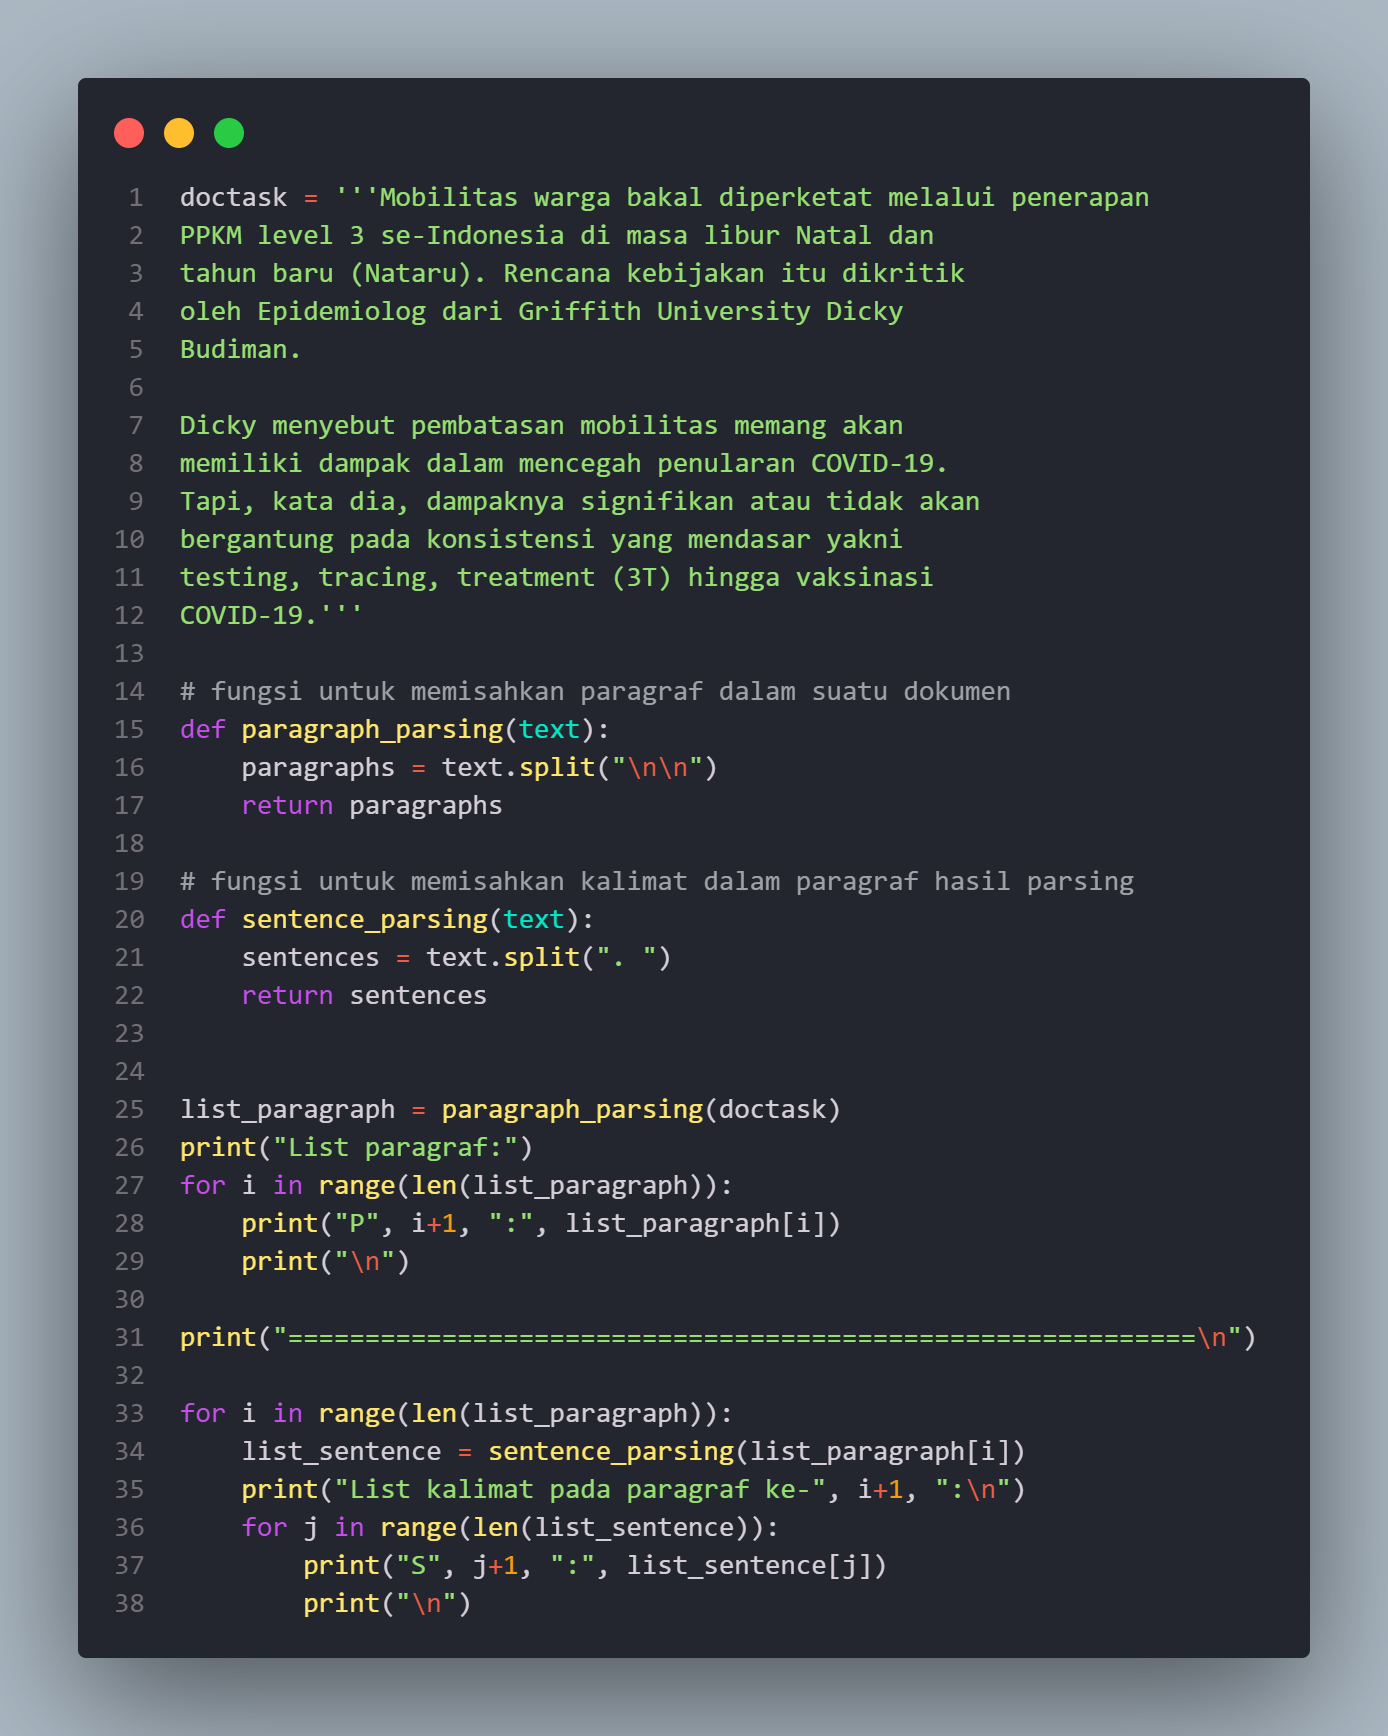 1 doctask = '''Mobilitas warga bakal diperketat melalui penerapan
2 PPKM level 3 se-Indonesia di masa libur Natal dan
3 tahun baru (Nataru). Rencana kebijakan itu dikritik
4 oleh Epidemiolog dari Griffith University Dicky
5 Budiman.
6
7 Dicky menyebut pembatasan mobilitas memang akan
8 memiliki dampak dalam mencegah penularan COVID-19.
9 Tapi, kata dia, dampaknya signifikan atau tidak akan
10 bergantung pada konsistensi yang mendasar yakni
11 testing, tracing, treatment (3T) hingga vaksinasi
12 COVID-19.'''
13
14 # fungsi untuk memisahkan paragraf dalam suatu dokumen
15 def paragraph_parsing(text):
16     paragraphs = text.split("\n\n")
17     return paragraphs
18
19 # fungsi untuk memisahkan kalimat dalam paragraf hasil parsing
20 def sentence_parsing(text):
21     sentences = text.split(". ")
22     return sentences
23
24
25 list_paragraph = paragraph_parsing(doctask)
26 print("List paragraf:")
27 for i in range(len(list_paragraph)):
28     print("P", i+1, ":", list_paragraph[i])
29     print("\n")
30
31 print("===========================================================\n")
32
33 for i in range(len(list_paragraph)):
34     list_sentence = sentence_parsing(list_paragraph[i])
35     print("List kalimat pada paragraf ke-", i+1, ":\n")
36     for j in range(len(list_sentence)):
37         print("S", j+1, ":", list_sentence[j])
38         print("\n")